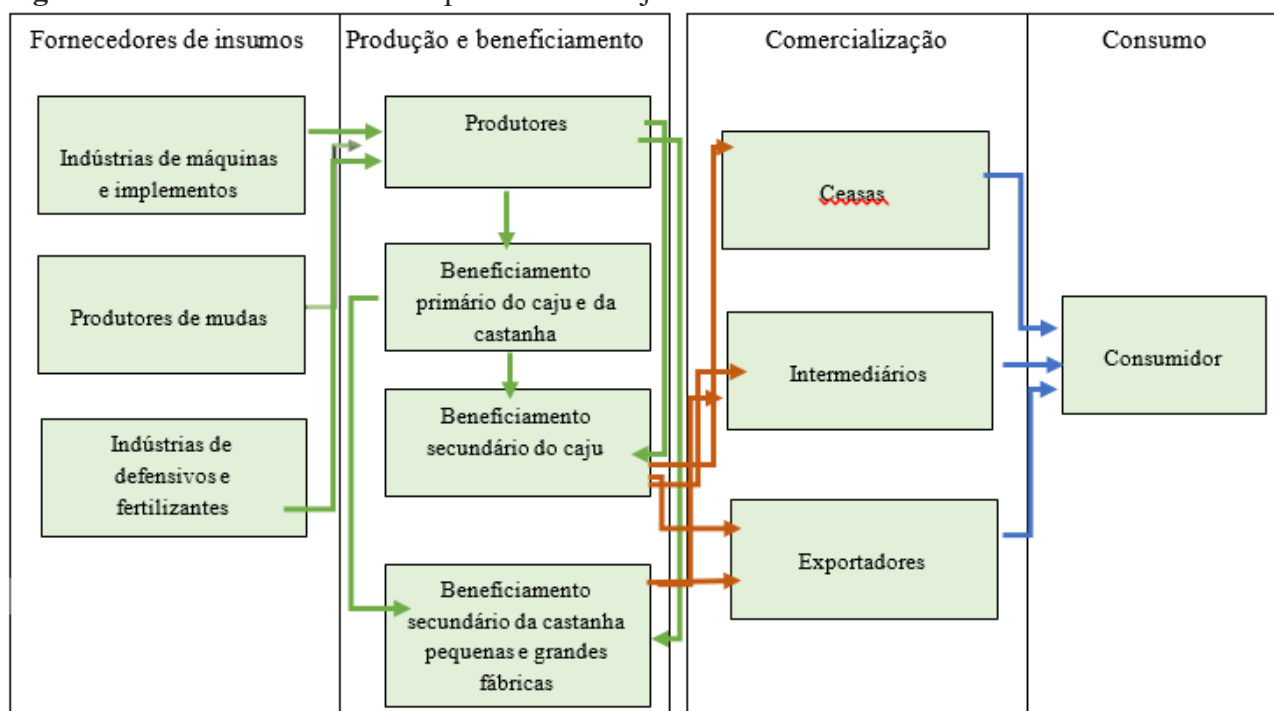 Fornecedores de insumos
Produção e beneficiamento
Comercialização
Consumo
Indústrias de máquinas
e implementos
Produtores de mudas
Indústrias de
defensivos e
fertilizantes
Produtores
Beneficiamento
primário do caju e da
castanha
Beneficiamento
secundário do caju
Beneficiamento
secundário da castanha
pequenas e grandes
fábricas
Ceasas
Intermediários
Exportadores
Consumidor